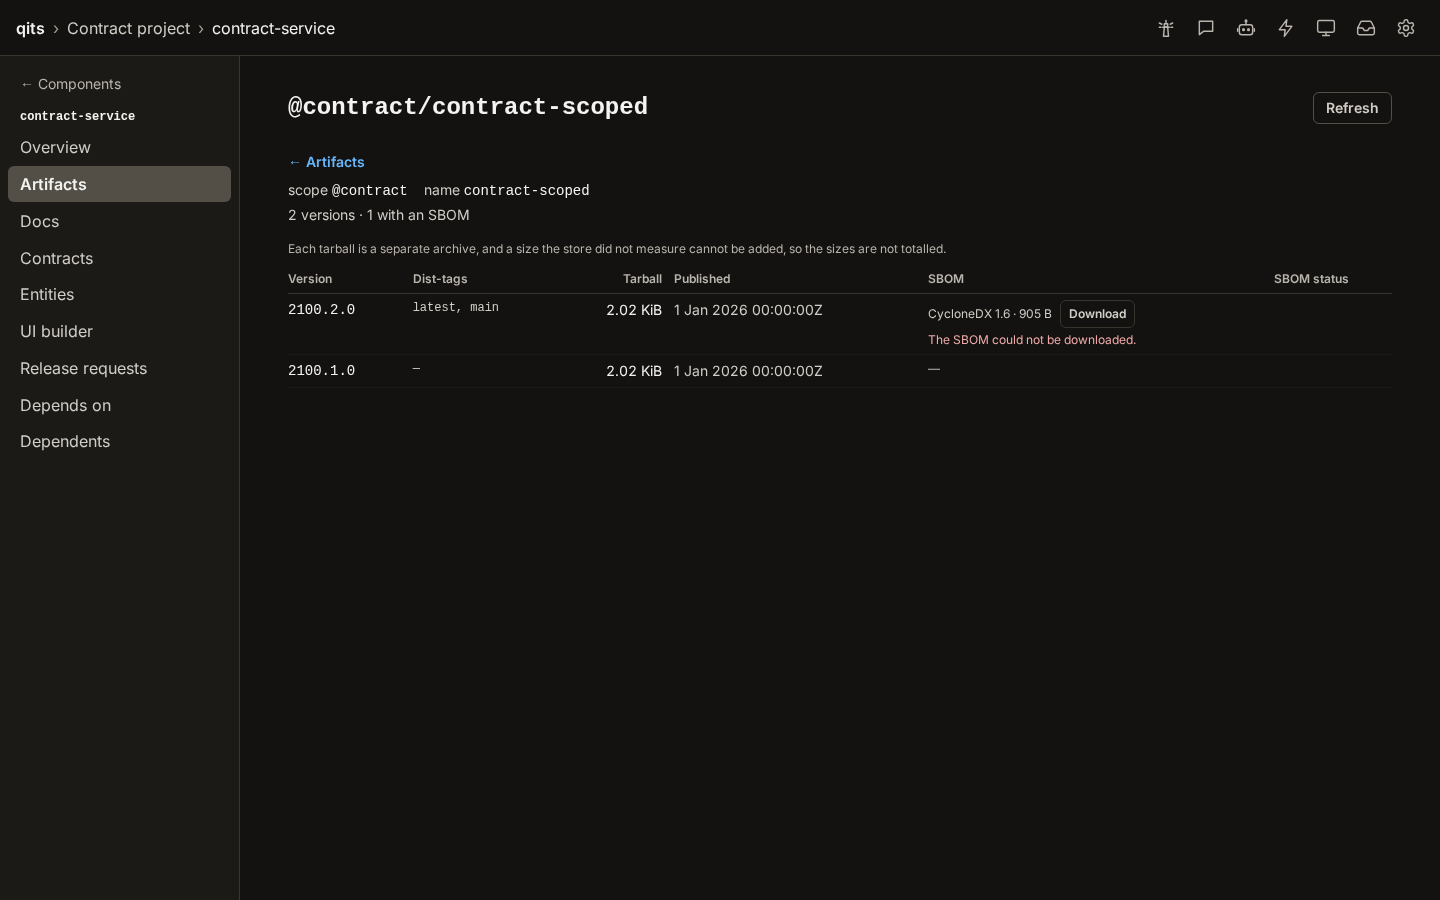 qits › Contract project › contract-service
← Components
contract-service
Overview
Artifacts
Docs
Contracts
Entities
UI builder
Release requests
Depends on
Dependents
@contract/contract-scoped
Refresh
← Artifacts
scope @contract name contract-scoped
2 versions · 1 with an SBOM
Each tarball is a separate archive, and a size the store did not measure cannot be added, so the sizes are not totalled.
Version Dist-tags Tarball Published SBOM SBOM status
2100.2.0 latest, main 2.02 KiB 1 Jan 2026 00:00:00Z CycloneDX 1.6 · 905 B Download
The SBOM could not be downloaded.
2100.1.0 — 2.02 KiB 1 Jan 2026 00:00:00Z —